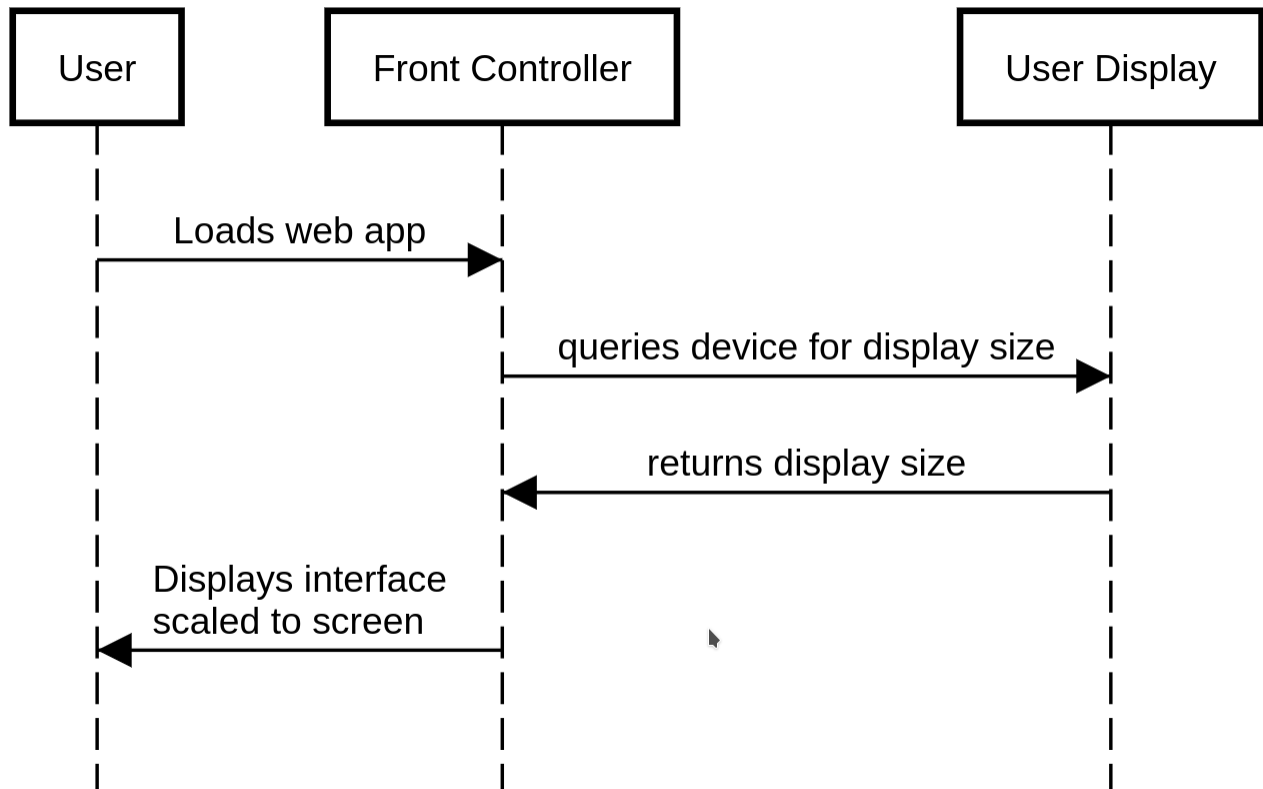 User
Front Controller
User Display
Loads web app
queries device for display size
returns display size
Displays interface
scaled to screen